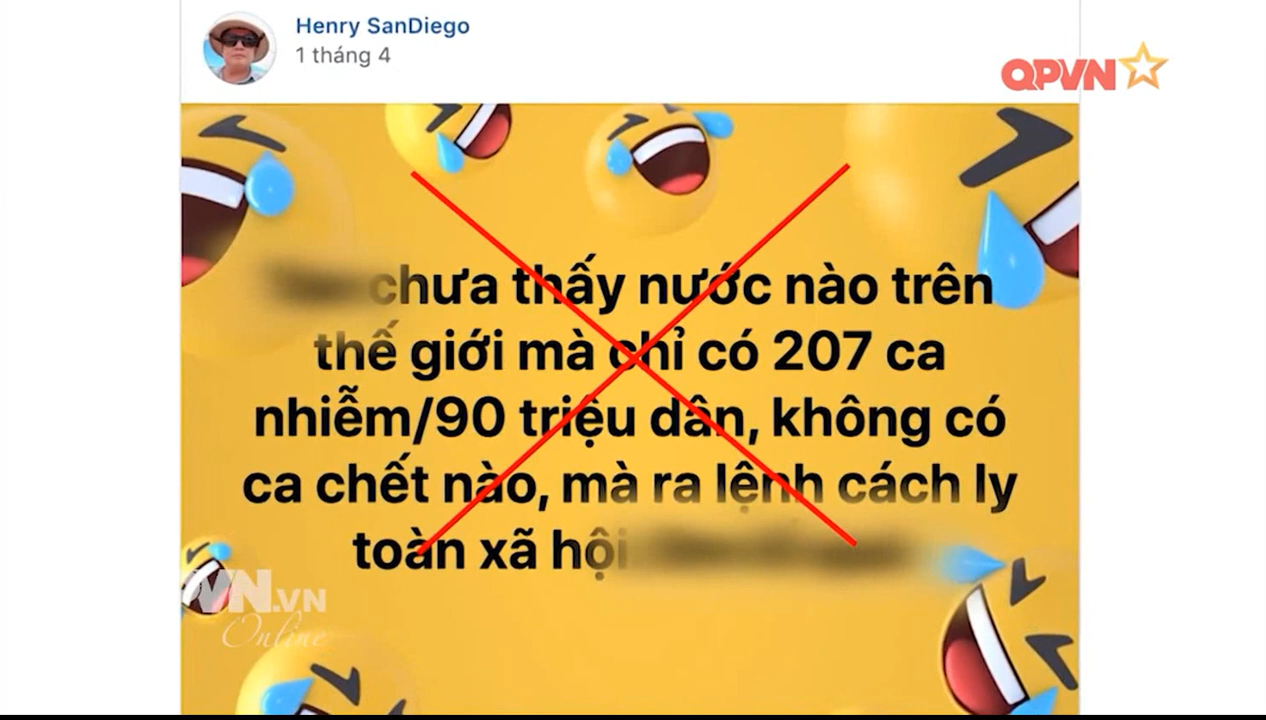 Henry SanDiego
1 tháng 4
QPVN
chưa thấy nước nào trên
thế giới mà chỉ có 207 ca
nhiễm/90 triệu dân, không có
ca chết nào, mà ra lệnh cách ly
toàn xã hội
VN.VN
Online